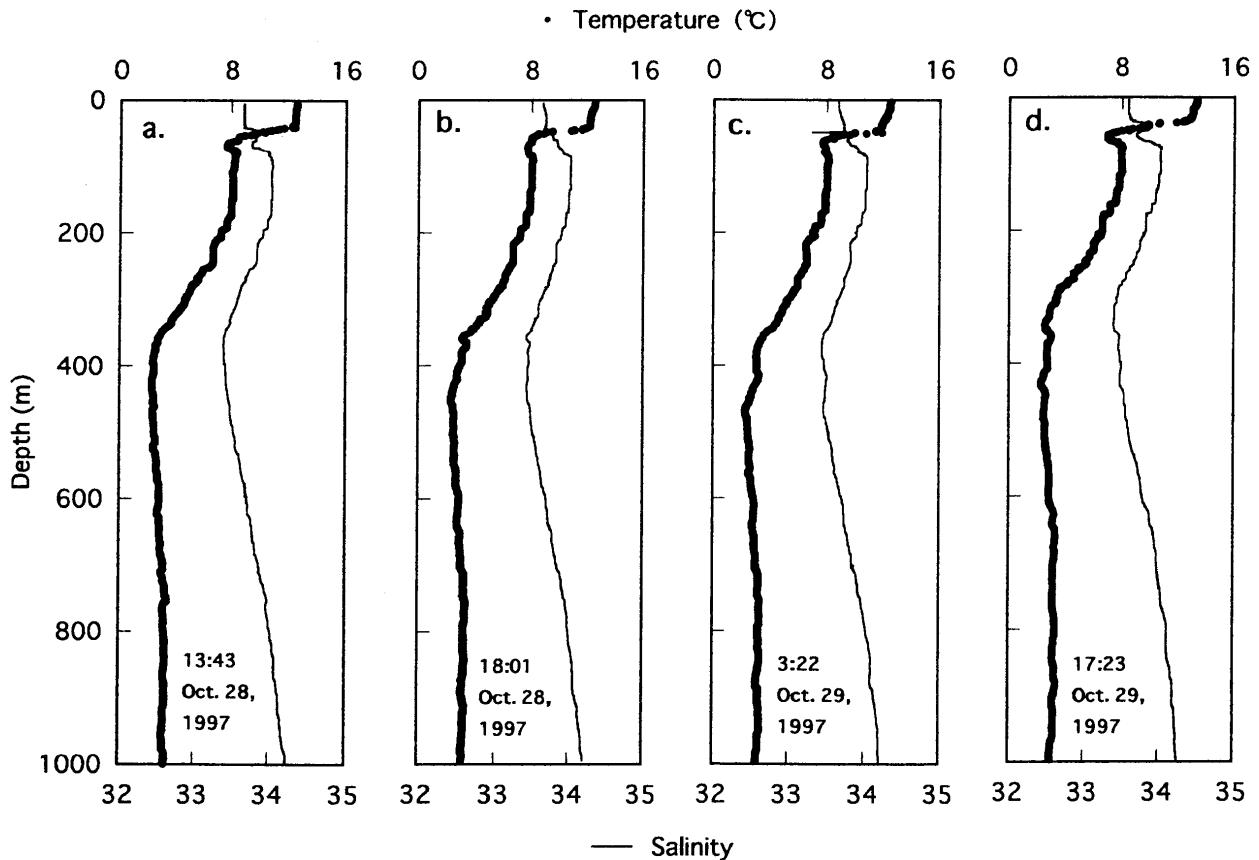 • Temperature (℃)
0 8 16 0 8 16 0 8 16 0 8 16
0
a. b. c. d.
200
400
Depth (m)
600
800
13:43
Oct. 28,
1997
18:01
Oct. 28,
1997
3:22
Oct. 29,
1997
17:23
Oct. 29,
1997
1000
32 33 34 35 32 33 34 35 32 33 34 35 32 33 34 35
— Salinity